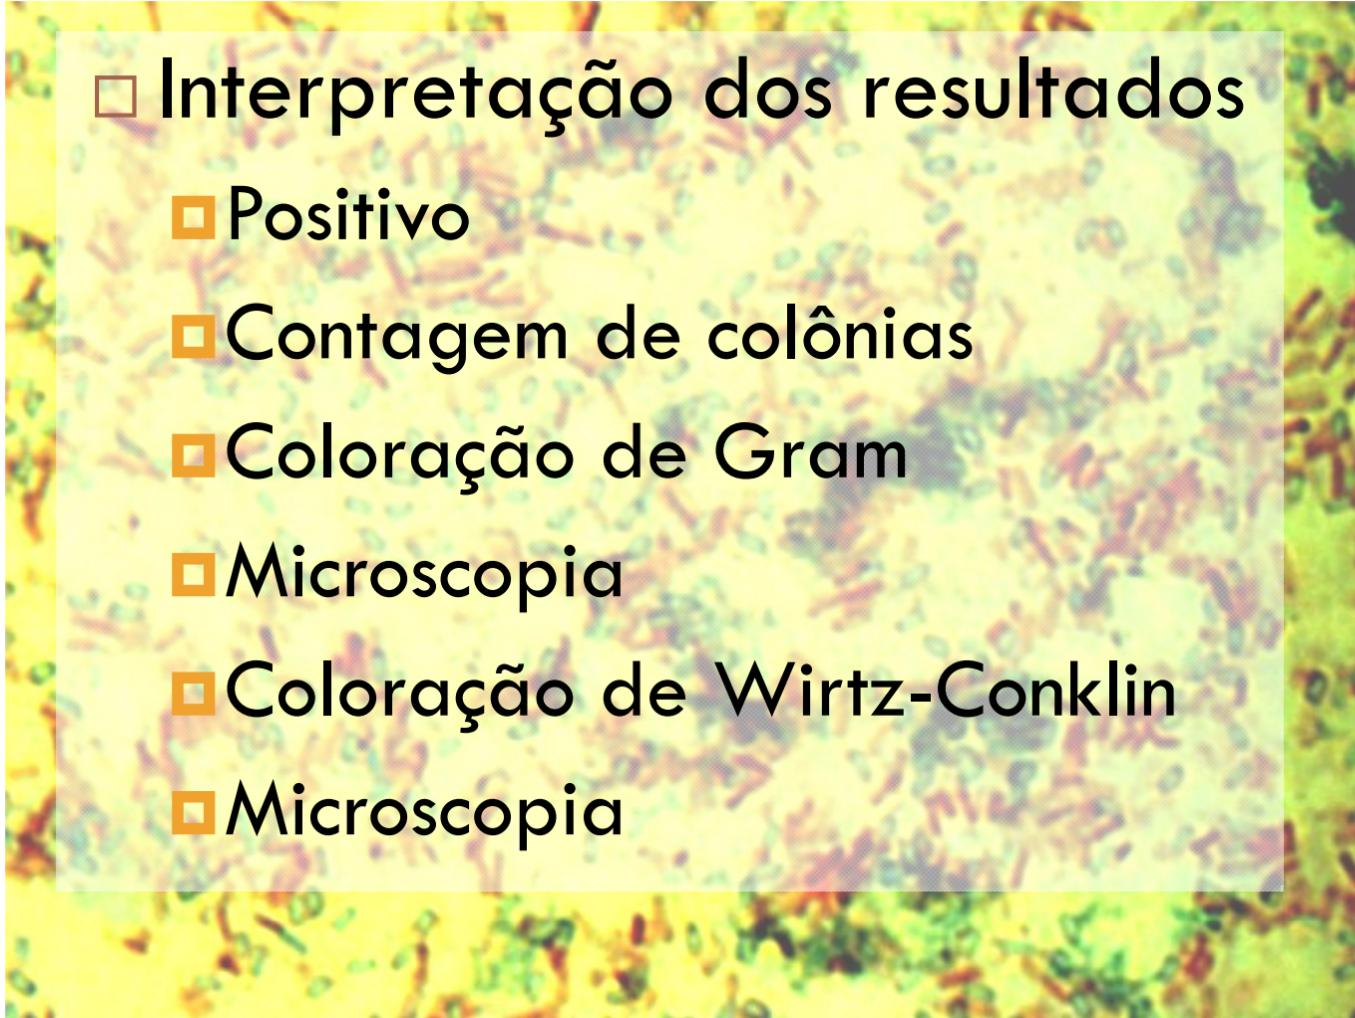 Interpretação dos resultados
Positivo
Contagem de colônias
Coloração de Gram
Microscopia
Coloração de Wirtz-Conklin
Microscopia